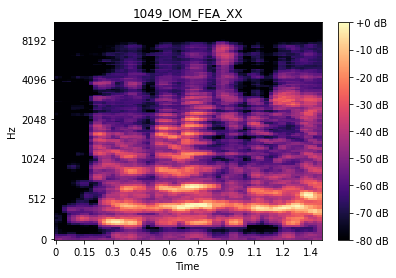 1049_IOM_FEA_XX
Hz
8192
4096
2048
1024
512
0
0 0.15 0.3 0.45 0.6 0.75 0.9 1.1 1.2 1.4
Time
+0 dB
-10 dB
-20 dB
-30 dB
-40 dB
-50 dB
-60 dB
-70 dB
-80 dB